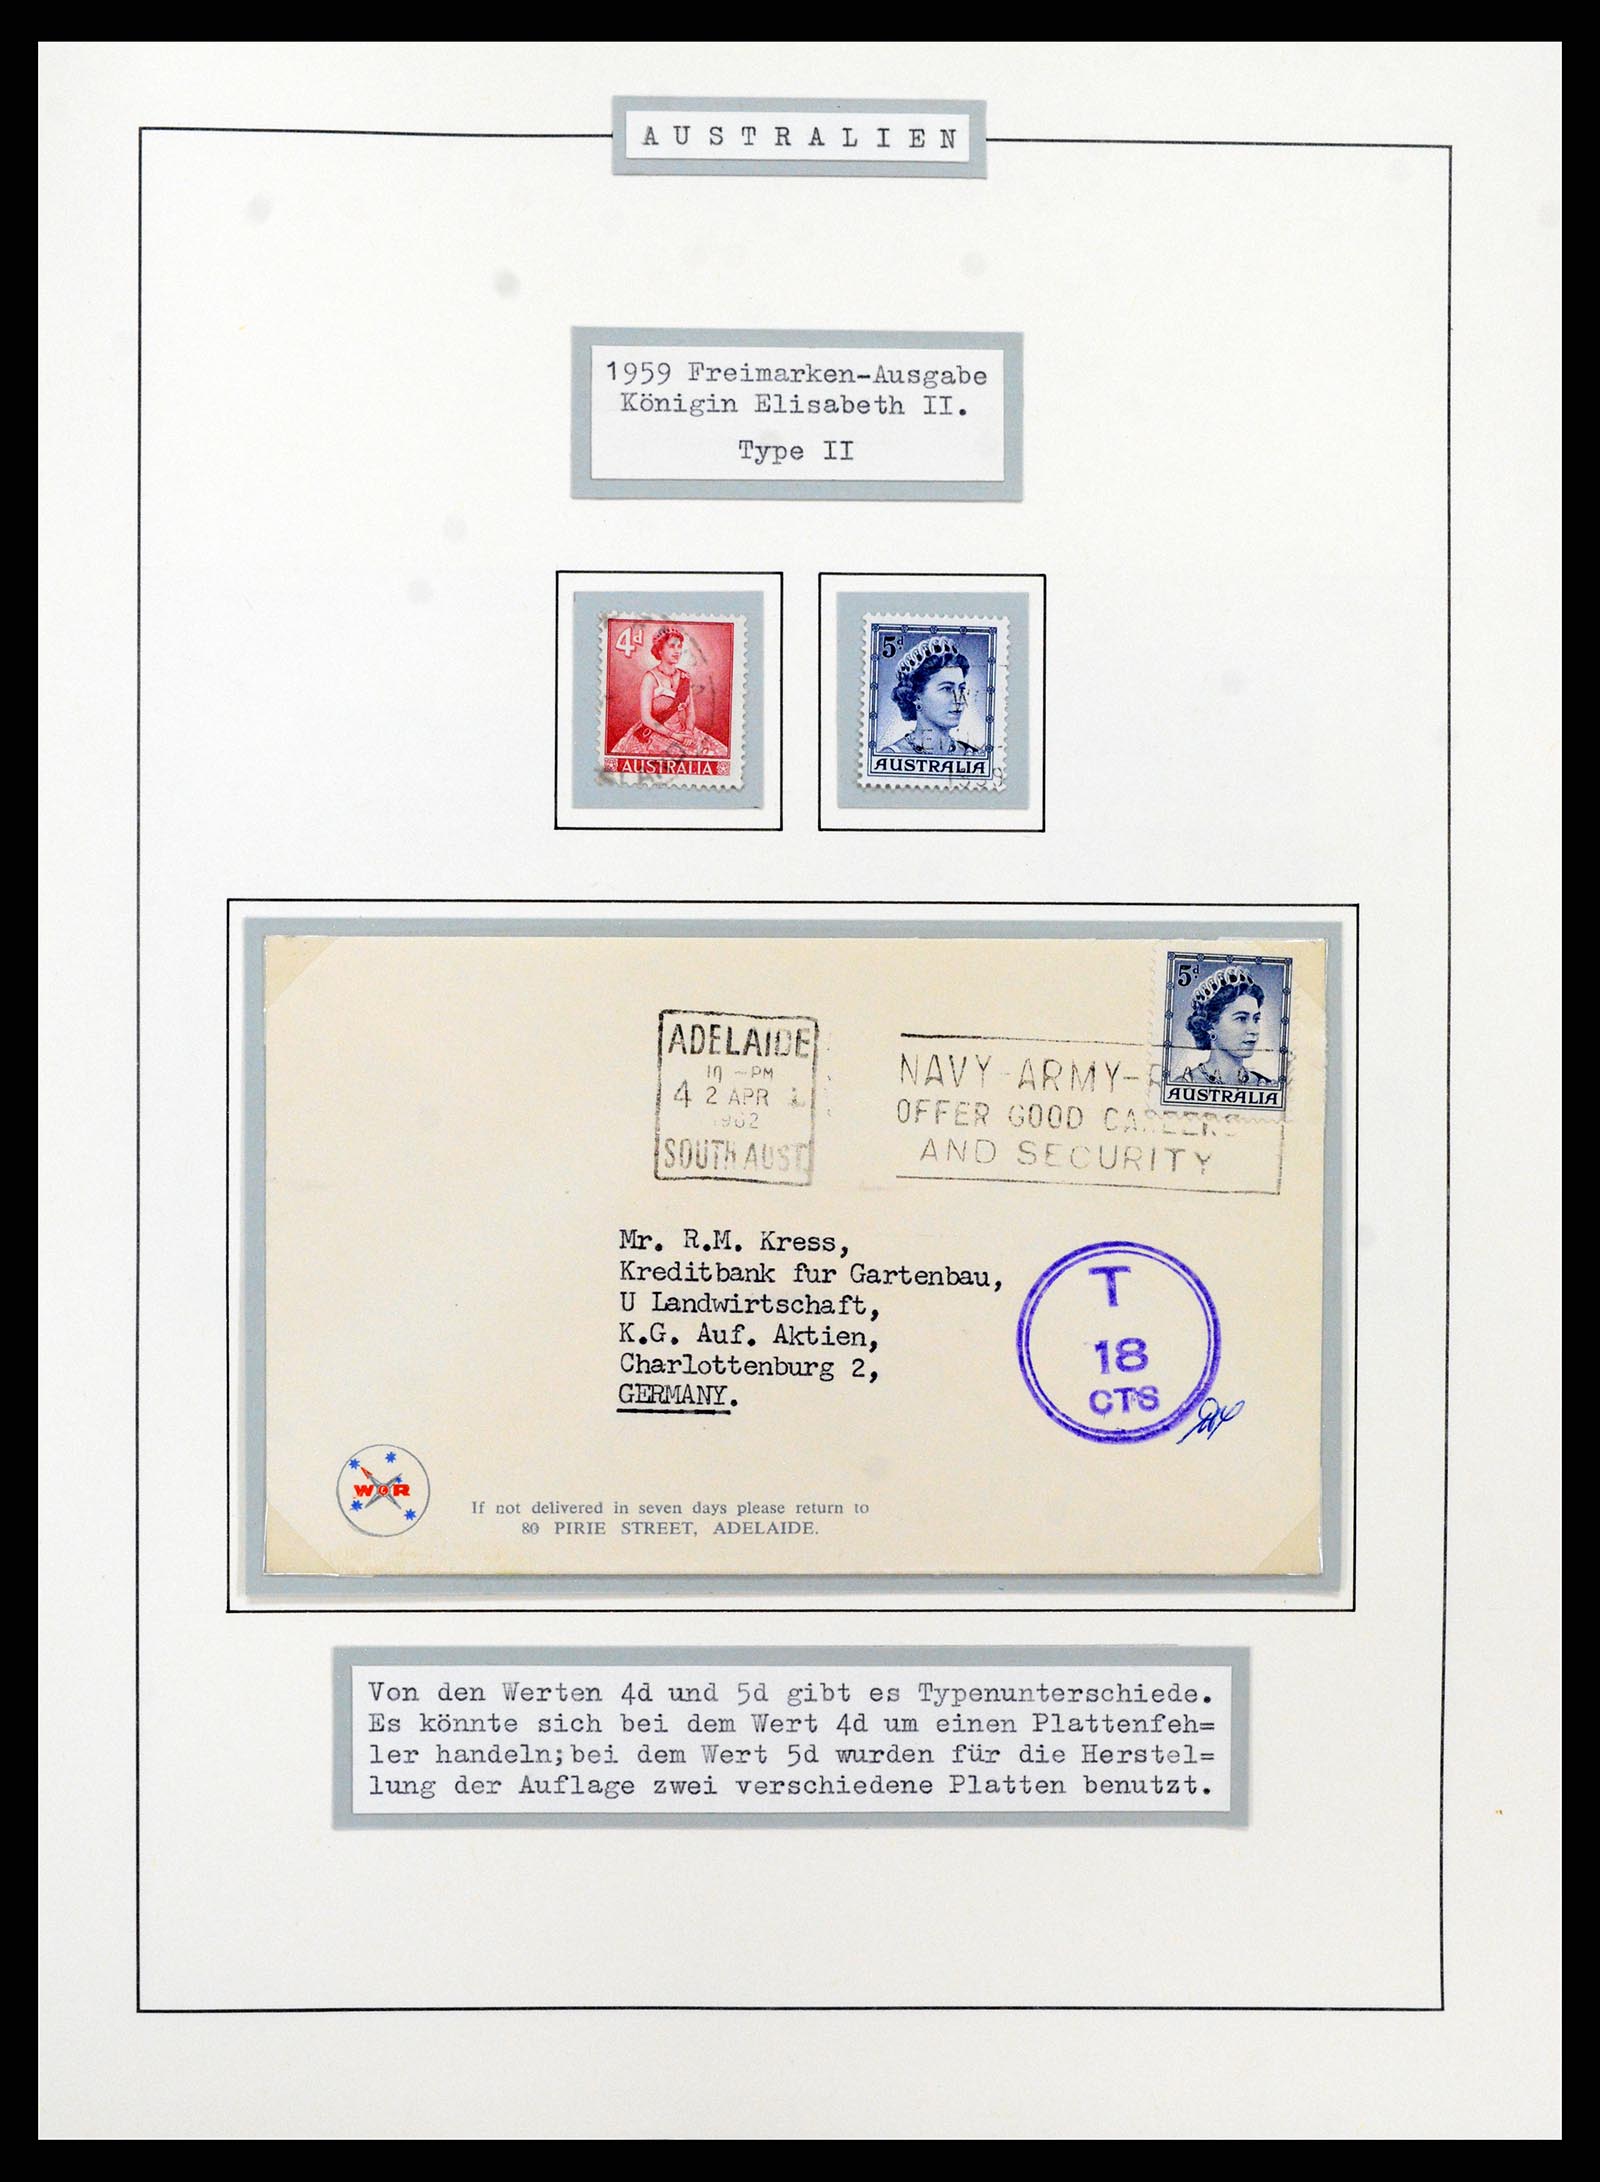 AUSTRALIEN
1959 Freimarken-Ausgabe
Königin Elisabeth II.
Type II
4d
AUSTRALIA
5d
AUSTRALIA
1959
5d
AUSTRALIA
ADELAIDE
-PM
4 2 APR
1962
SOUTH AUST.
NAVY-ARMY-
OFFER GOOD CAREERS
AND SECURITY
Mr. R.M. Kress,
Kreditbank fur Gartenbau,
U Landwirtschaft,
K.G. Auf. Aktien,
Charlottenburg 2,
GERMANY.
T
18
CTS
W R
If not delivered in seven days please return to
80 PIRIE STREET, ADELAIDE.
Von den Werten 4d und 5d gibt es Typenunterschiede.
Es könnte sich bei dem Wert 4d um einen Plattenfeh=
ler handeln;bei dem Wert 5d wurden für die Herstel=
lung der Auflage zwei verschiedene Platten benutzt.